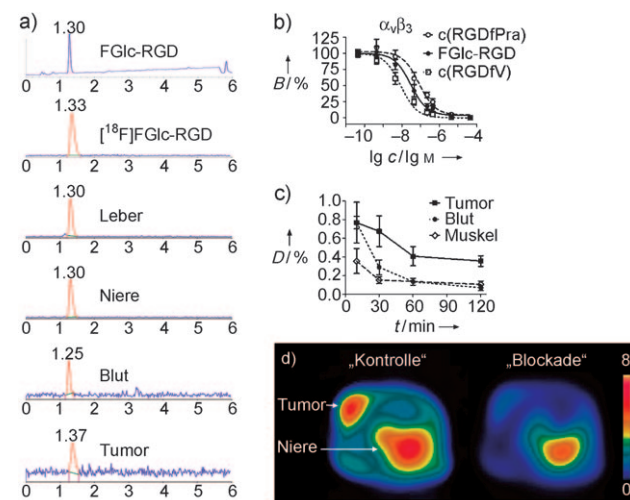 a)
1.30
FGlc-RGD
0 1 2 3 4 5 6
1.33
[¹⁸F]FGlc-RGD
0 1 2 3 4 5 6
1.30
Leber
0 1 2 3 4 5 6
1.30
Niere
0 1 2 3 4 5 6
1.25
Blut
0 1 2 3 4 5 6
1.37
Tumor
0 1 2 3 4 5 6
b)
αvβ3
125
100
75
50
25
0
B/%
c(RGDfPra)
FGlc-RGD
c(RGDfV)
–10 –8 –6 –4
lg c/lg M
c)
1.0
0.8
0.6
0.4
0.2
0.0
D/%
Tumor
Blut
Muskel
0 30 60 90 120
t/min
d)
„Kontrolle“ „Blockade“
8
Tumor
Niere
0